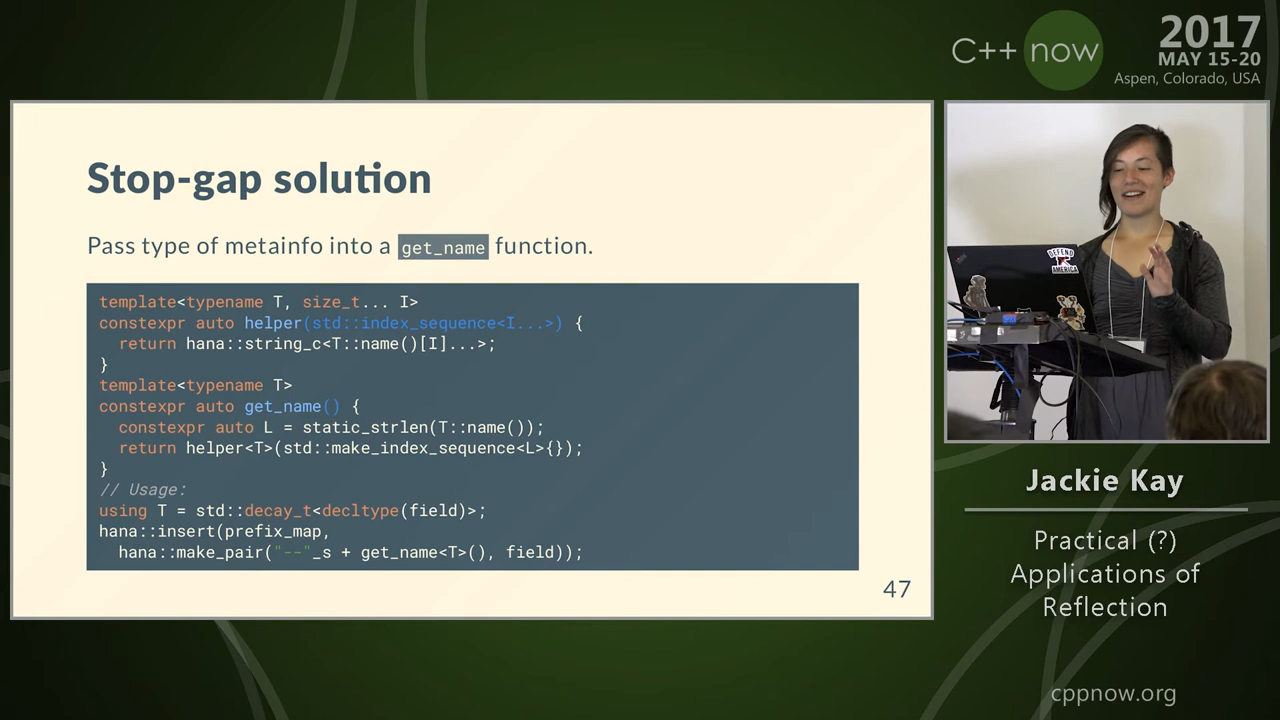 C++ now
2017
MAY 15-20
Aspen, Colorado, USA
Stop-gap solution
Pass type of metainfo into a get_name function.
template<typename T, size_t... I>
constexpr auto helper(std::index_sequence<I...>) {
  return hana::string_c<T::name()[I]...>;
}
template<typename T>
constexpr auto get_name() {
  constexpr auto L = static_strlen(T::name());
  return helper<T>(std::make_index_sequence<L>{});
}
// Usage:
using T = std::decay_t<decltype(field)>;
hana::insert(prefix_map,
  hana::make_pair("--"_s + get_name<T>(), field));
47
DEFEND
AMERICA
Jackie Kay
Practical (?)
Applications of
Reflection
cppnow.org